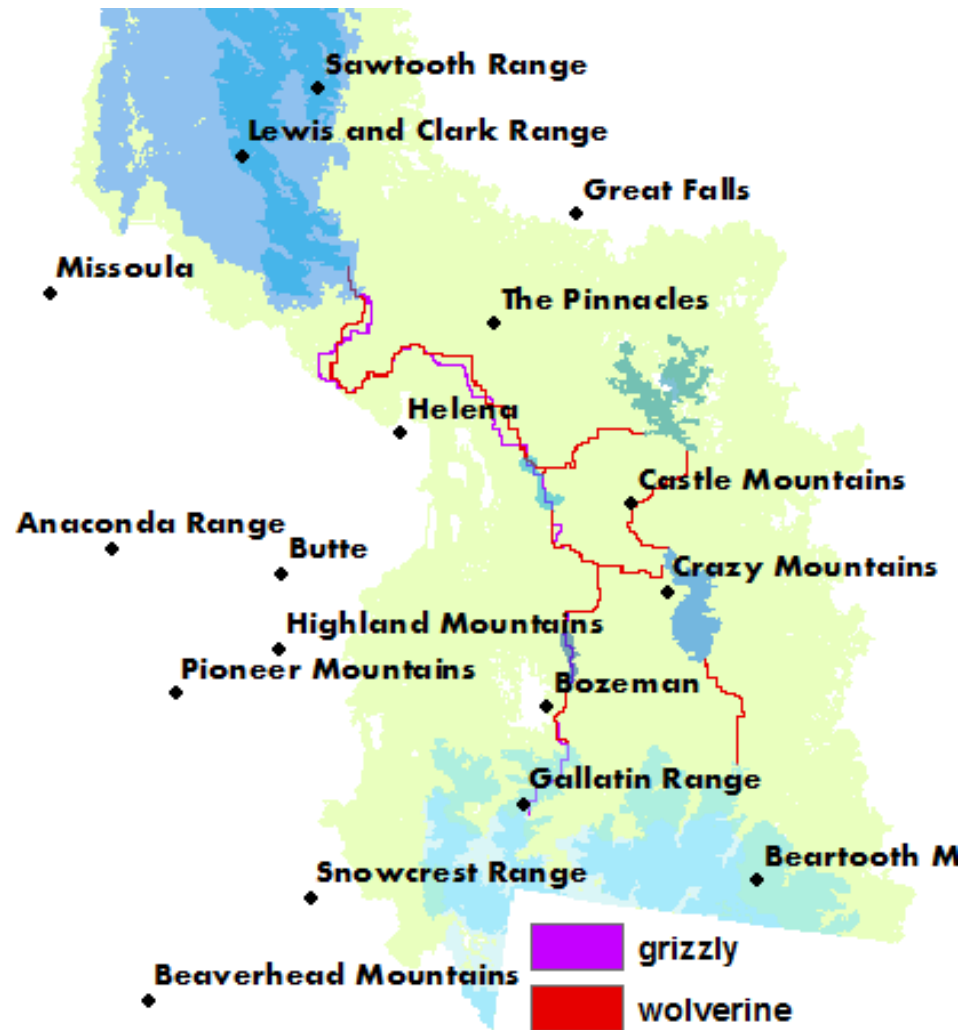 Sawtooth Range
Lewis and Clark Range
Great Falls
Missoula
The Pinnacles
Helena
Castle Mountains
Anaconda Range
Butte
Crazy Mountains
Highland Mountains
Pioneer Mountains
Bozeman
Gallatin Range
Beartooth M
Snowcrest Range
grizzly
Beaverhead Mountains
wolverine